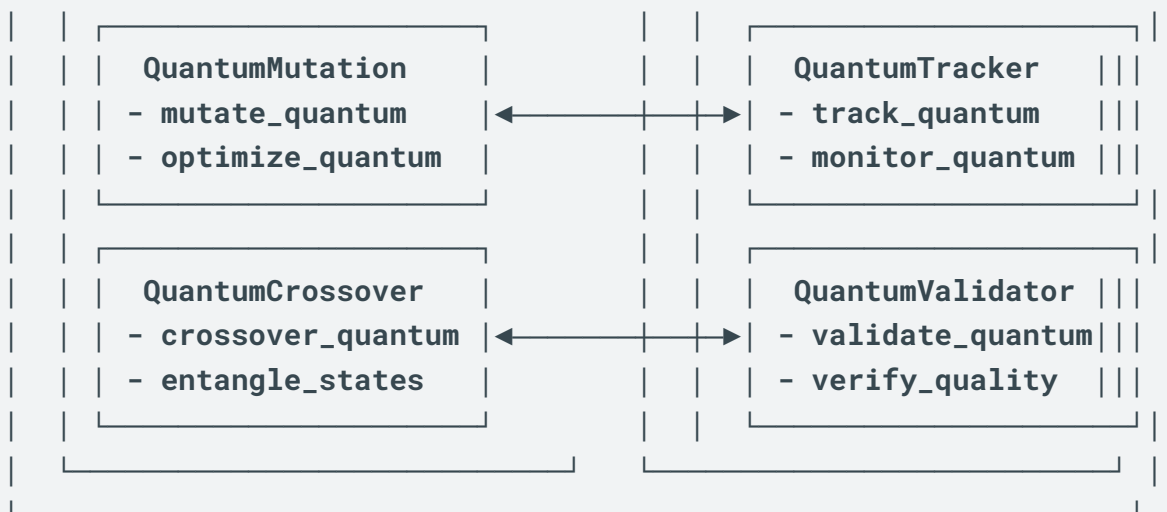 QuantumMutation
- mutate_quantum
- optimize_quantum
QuantumTracker
- track_quantum
- monitor_quantum
QuantumCrossover
- crossover_quantum
- entangle_states
QuantumValidator
- validate_quantum
- verify_quality